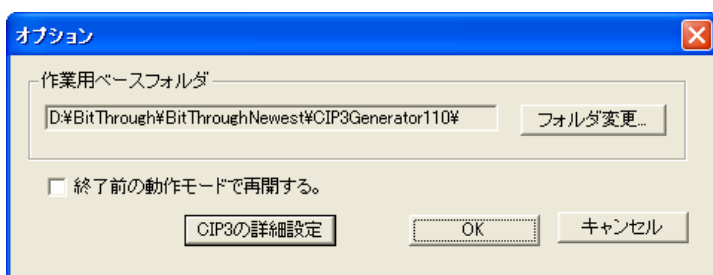 オプション
作業用ベースフォルダ
D:¥BitThrough¥BitThroughNewest¥CIP3Generator110¥
フォルダ変更...
終了前の動作モードで再開する。
CIP3の詳細設定
OK
キャンセル